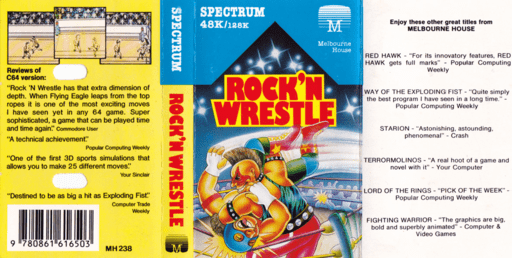 Reviews of
C64 version:
"Rock 'N Wrestle has that extra dimension of
depth. When Flying Eagle leaps from the top
ropes it is one of the most exciting moves
I have seen yet in any 64 game. Super
sophisticated, a game that can be played time
and time again." Commodore User
"A technical achievement."
Popular Computing Weekly
"One of the first 3D sports simulations that
allows you to make 25 different moves."
Your Sinclair
"Destined to be as big a hit as Exploding Fist."
Computer Trade
Weekly
9 780861 616503
MH 238
SPECTRUM
ROCK'N WRESTLE
M
SPECTRUM
48K/128K
M
Melbourne
House
ROCK'N
WRESTLE
Enjoy these other great titles from
MELBOURNE HOUSE
RED HAWK - "For its innovatory features, RED
HAWK gets full marks" - Popular Computing
Weekly
WAY OF THE EXPLODING FIST - "Quite simply
the best program I have seen in a long time." -
Popular Computing Weekly
STARION - "Astonishing, astounding,
phenomenal" - Crash
TERRORMOLINOS - "A real hoot of a game and
novel with it" - Your Computer
LORD OF THE RINGS - "PICK OF THE WEEK" -
Popular Computing Weekly
FIGHTING WARRIOR - "The graphics are big,
bold and superbly animated" - Computer &
Video Games